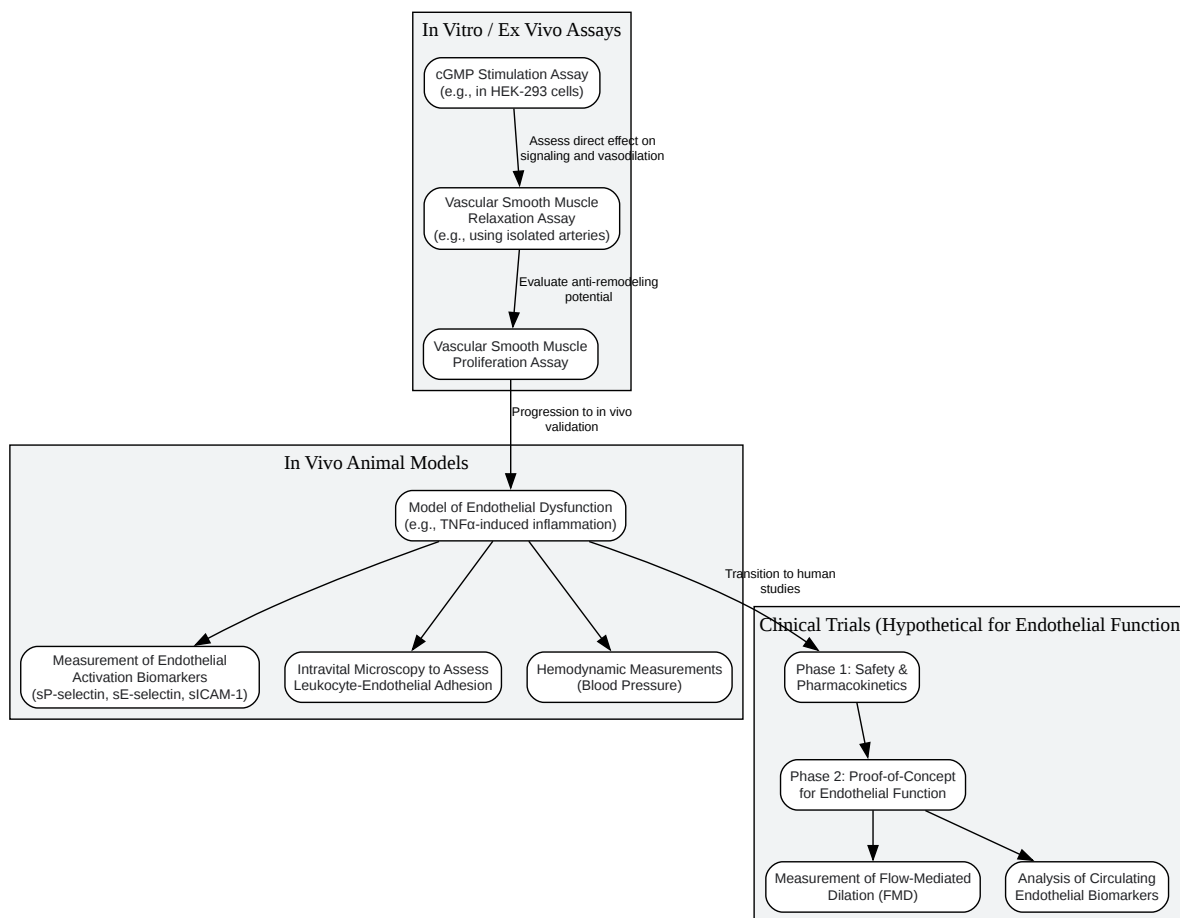 In Vitro / Ex Vivo Assays
cGMP Stimulation Assay
(e.g., in HEK-293 cells)
Assess direct effect on
signaling and vasodilation
Vascular Smooth Muscle
Relaxation Assay
(e.g., using isolated arteries)
Evaluate anti-remodeling
potential
Vascular Smooth Muscle
Proliferation Assay
Progression to in vivo
validation
In Vivo Animal Models
Model of Endothelial Dysfunction
(e.g., TNFα-induced inflammation)
Transition to human
studies
Measurement of Endothelial
Activation Biomarkers
(sP-selectin, sE-selectin, sICAM-1)
Intravital Microscopy to Assess
Leukocyte-Endothelial Adhesion
Hemodynamic Measurements
(Blood Pressure)
Clinical Trials (Hypothetical for Endothelial Function
Phase 1: Safety &
Pharmacokinetics
Phase 2: Proof-of-Concept
for Endothelial Function
Measurement of Flow-Mediated
Dilation (FMD)
Analysis of Circulating
Endothelial Biomarkers